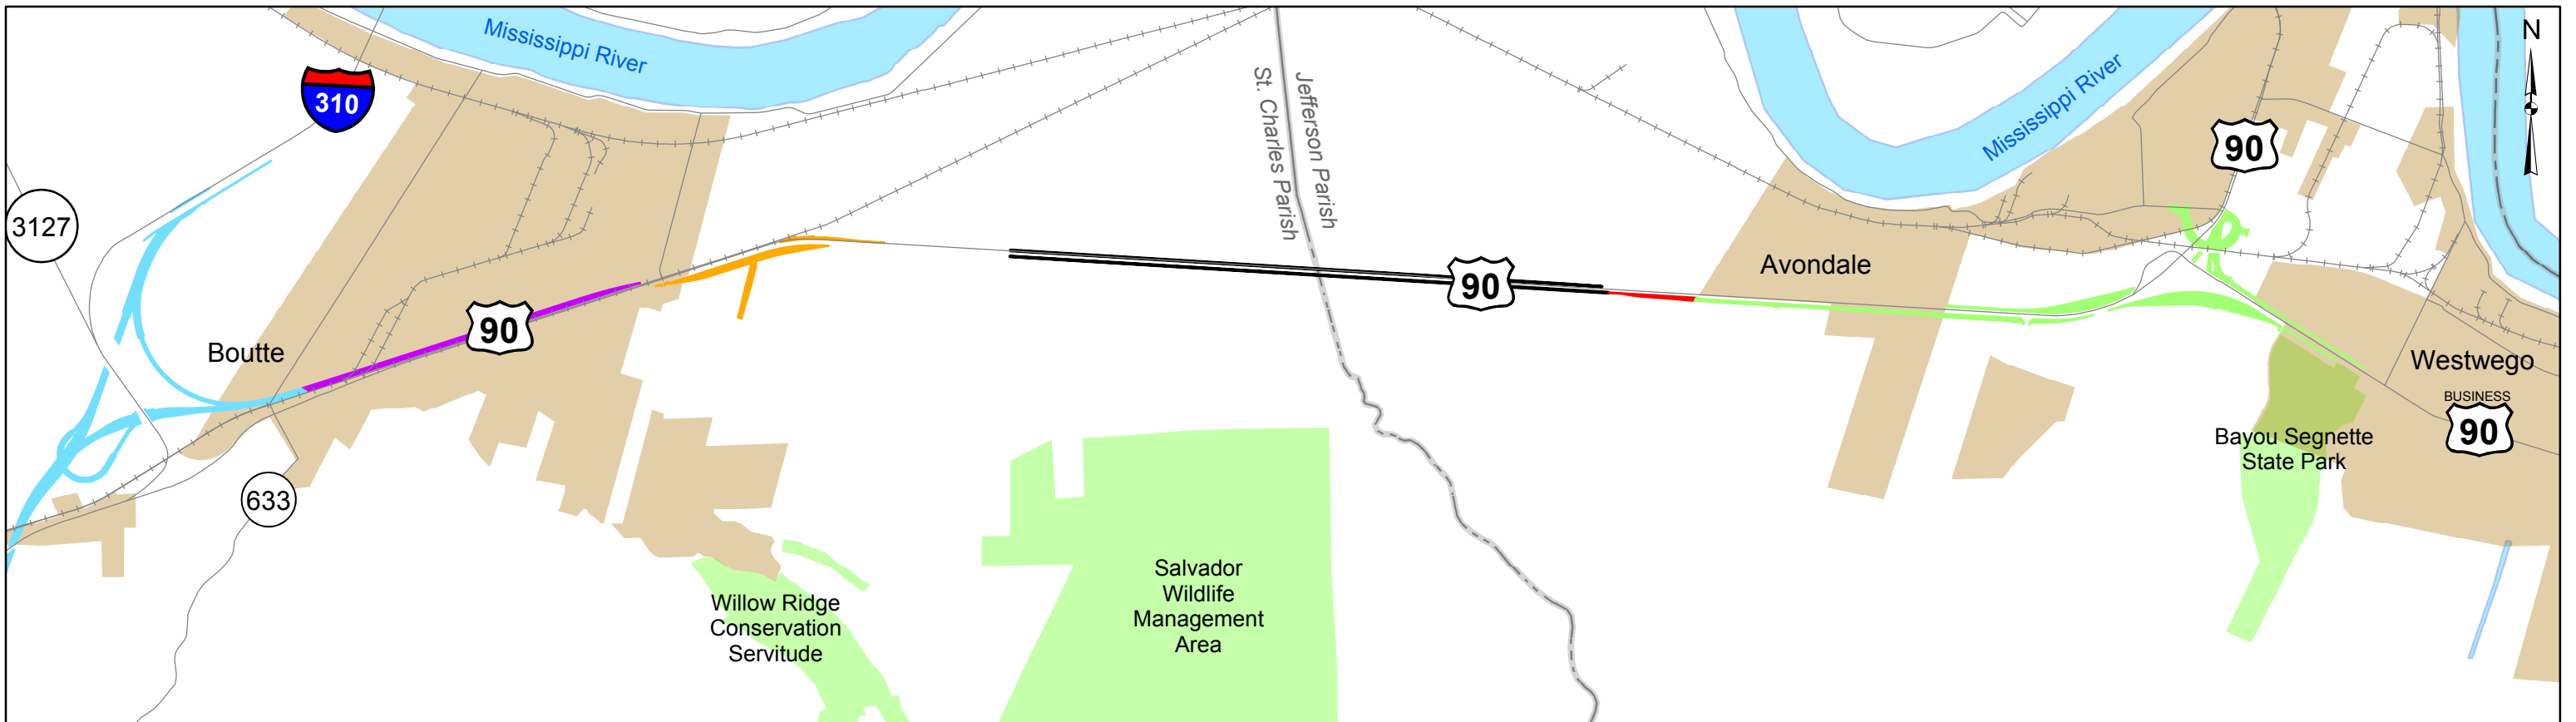 Mississippi River
310
3127
St. Charles Parish
Jefferson Parish
Mississippi River
N
90
Avondale
90
90
Boutte
Westwego
BUSINESS
90
Bayou Segnette
State Park
633
Salvador
Wildlife
Management
Area
Willow Ridge
Conservation
Servitude